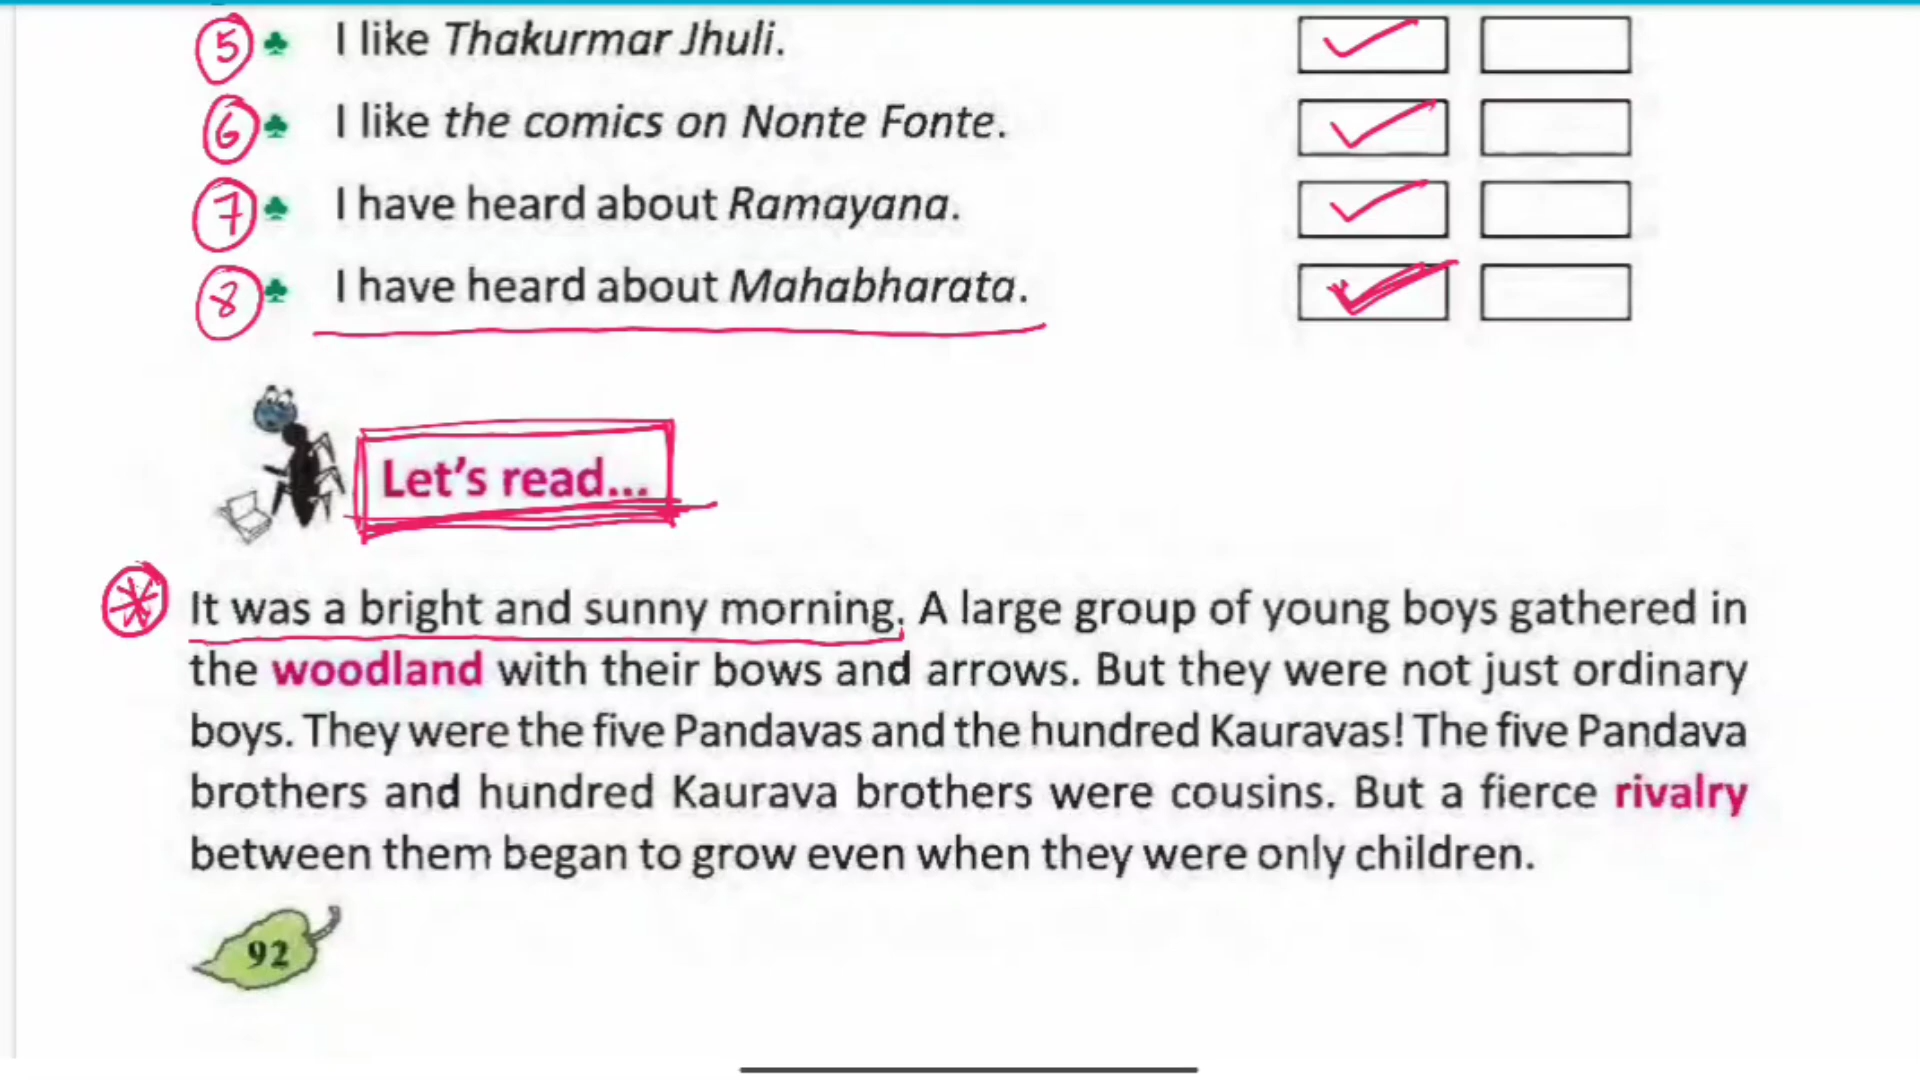 5 I like Thakurmar Jhuli.
6 I like the comics on Nonte Fonte.
7 I have heard about Ramayana.
8 I have heard about Mahabharata.
Let's read...
It was a bright and sunny morning. A large group of young boys gathered in
the woodland with their bows and arrows. But they were not just ordinary
boys. They were the five Pandavas and the hundred Kauravas! The five Pandava
brothers and hundred Kaurava brothers were cousins. But a fierce rivalry
between them began to grow even when they were only children.
92